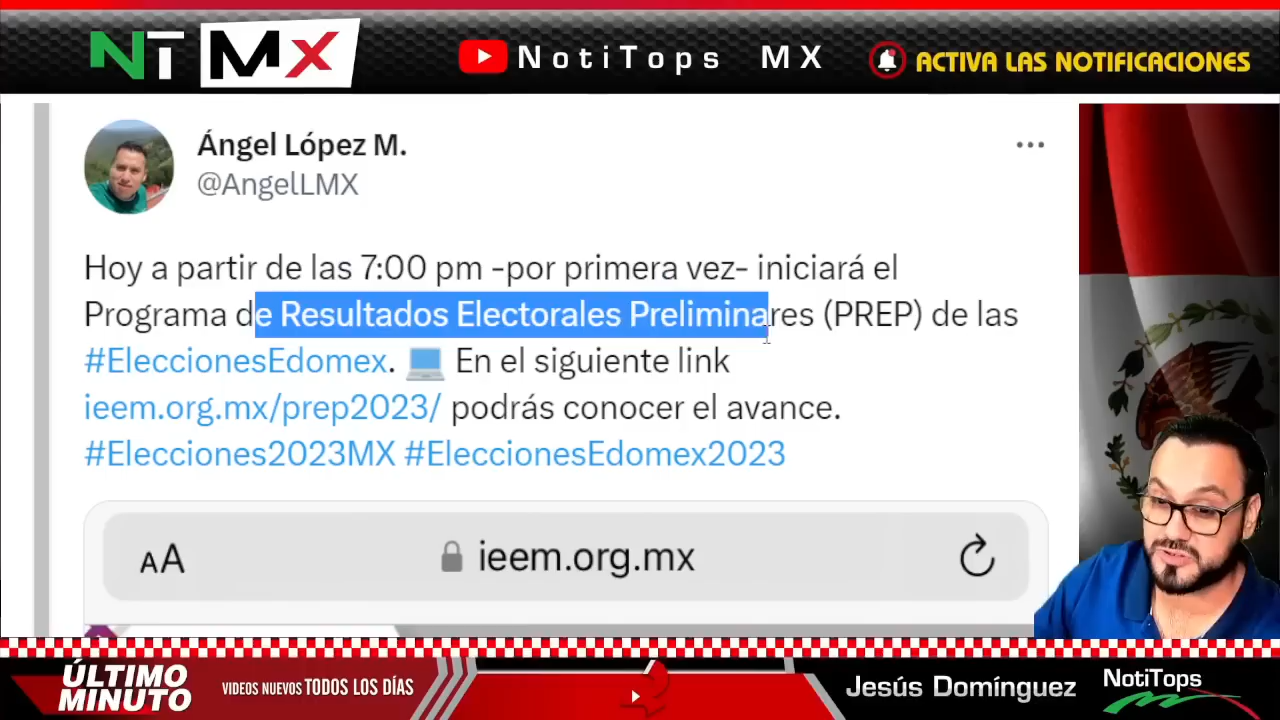 NTMX
NotiTops MX
ACTIVA LAS NOTIFICACIONES
Ángel López M.
@AngelLMX
Hoy a partir de las 7:00 pm -por primera vez- iniciará el
Programa de Resultados Electorales Preliminares (PREP) de las
#EleccionesEdomex. 💻 En el siguiente link
ieem.org.mx/prep2023/ podrás conocer el avance.
#Elecciones2023MX #EleccionesEdomex2023
AA
ieem.org.mx
ÚLTIMO
MINUTO
VIDEOS NUEVOS TODOS LOS DÍAS
Jesús Domínguez
NotiTops